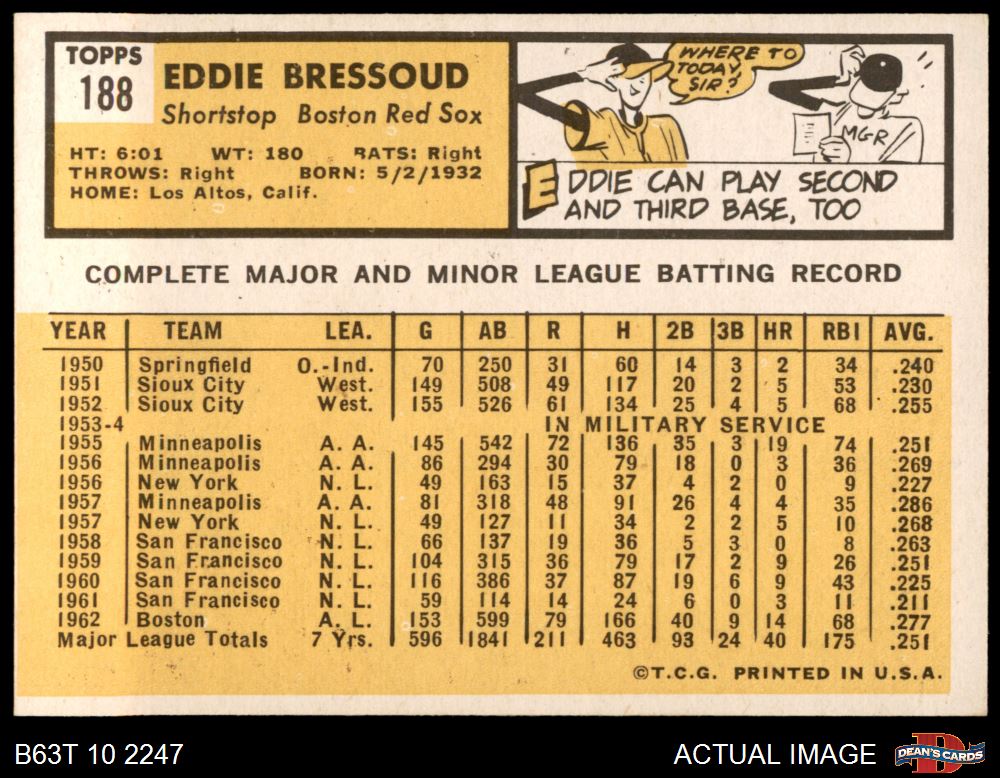 TOPPS
188
EDDIE BRESSOUD
Shortstop Boston Red Sox
HT: 6:01 WT: 180 BATS: Right
THROWS: Right BORN: 5/2/1932
HOME: Los Altos, Calif.
WHERE TO
TODAY,
SIR?
MGR
EDDIE CAN PLAY SECOND
AND THIRD BASE, TOO
COMPLETE MAJOR AND MINOR LEAGUE BATTING RECORD
YEAR TEAM LEA. G AB R H 2B 3B HR RBI AVG.
1950 Springfield O.-Ind. 70 250 31 60 14 3 2 34 .240
1951 Sioux City West. 149 508 49 117 20 2 5 53 .230
1952 Sioux City West. 155 526 61 134 25 4 5 68 .255
1953-4 IN MILITARY SERVICE
1955 Minneapolis A. A. 145 542 72 136 35 3 19 74 .251
1956 Minneapolis A. A. 86 294 30 79 18 0 3 36 .269
1956 New York N. L. 49 163 15 37 4 2 0 9 .227
1957 Minneapolis A. A. 81 318 48 91 26 4 4 35 .286
1957 New York N. L. 49 127 11 34 2 2 5 10 .268
1958 San Francisco N. L. 66 137 19 36 5 3 0 8 .263
1959 San Francisco N. L. 104 315 36 79 17 2 9 26 .251
1960 San Francisco N. L. 116 386 37 87 19 6 9 43 .225
1961 San Francisco N. L. 59 114 14 24 6 0 3 11 .211
1962 Boston A. L. 153 599 79 166 40 9 14 68 .277
Major League Totals 7 Yrs. 596 1841 211 463 93 24 40 175 .251
©T.C.G. PRINTED IN U.S.A.
B63T 10 2247
ACTUAL IMAGE
D
DEAN'S CARDS